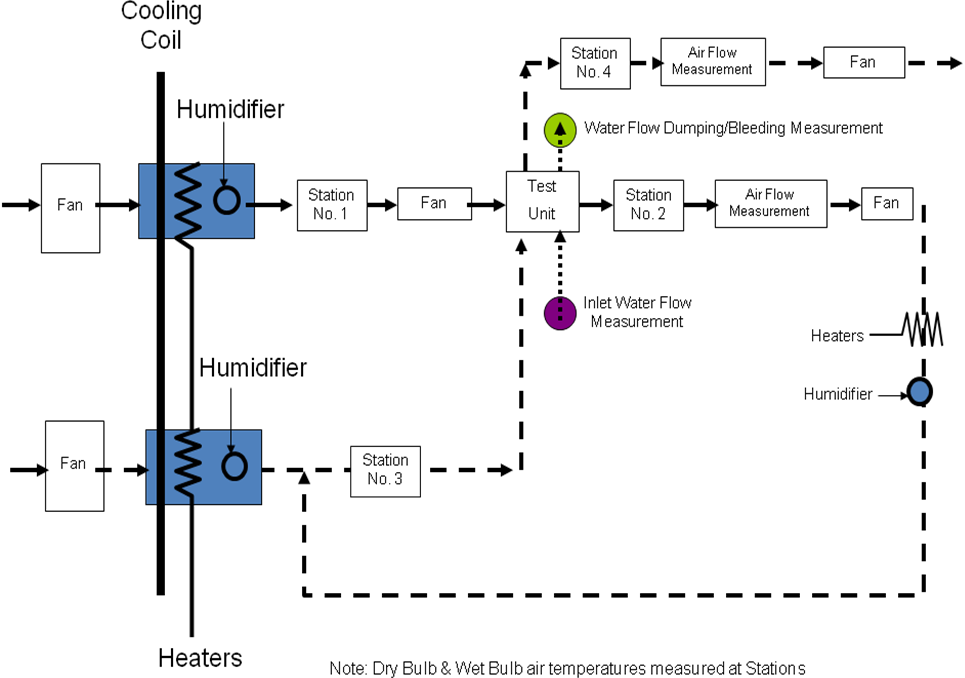 Cooling
Coil
Humidifier
Station
No. 4
Air Flow
Measurement
Fan
Water Flow Dumping/Bleeding Measurement
Fan
Station
No. 1
Fan
Test
Unit
Station
No. 2
Air Flow
Measurement
Fan
Inlet Water Flow
Measurement
Heaters
Humidifier
Humidifier
Fan
Station
No. 3
Heaters
Note: Dry Bulb & Wet Bulb air temperatures measured at Stations